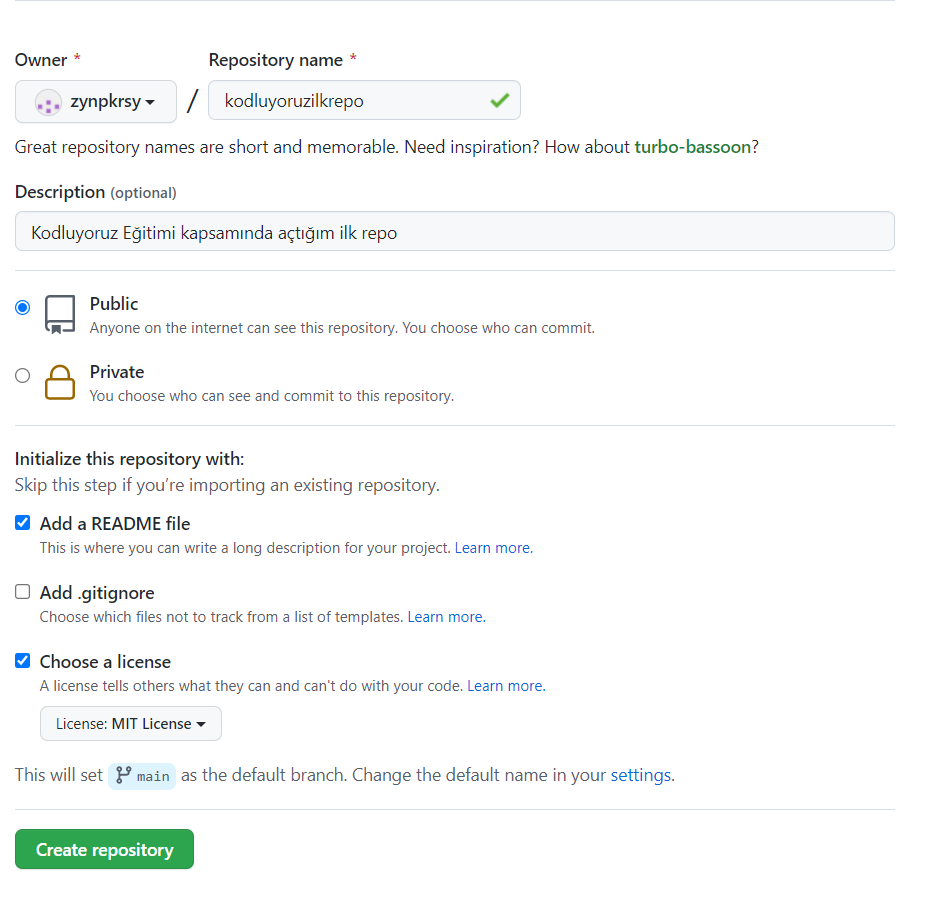 Owner * Repository name *
zynpkrsy / kodluyoruzilkrepo
Great repository names are short and memorable. Need inspiration? How about turbo-bassoon?
Description (optional)
Kodluyoruz Eğitimi kapsamında açtığım ilk repo
Public
Anyone on the internet can see this repository. You choose who can commit.
Private
You choose who can see and commit to this repository.
Initialize this repository with:
Skip this step if you're importing an existing repository.
Add a README file
This is where you can write a long description for your project. Learn more.
Add .gitignore
Choose which files not to track from a list of templates. Learn more.
Choose a license
A license tells others what they can and can't do with your code. Learn more.
License: MIT License
This will set main as the default branch. Change the default name in your settings.
Create repository